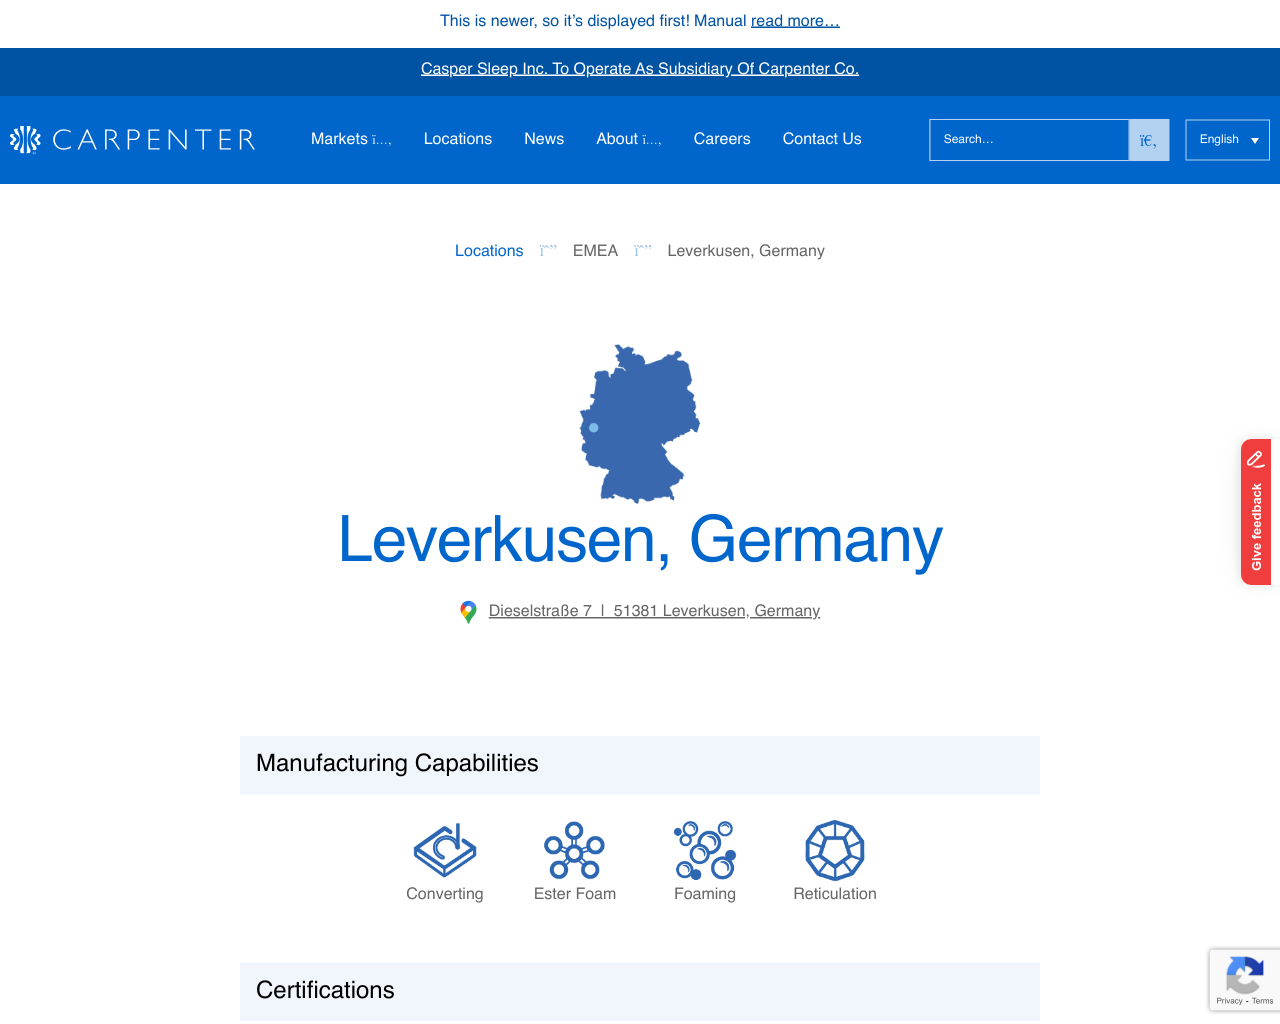 This is newer, so it’s displayed first! Manual read more…
Casper Sleep Inc. To Operate As Subsidiary Of Carpenter Co.
CARPENTER
Markets ï…‚ Locations News About ï…‚ Careers Contact Us
Search…
ï€‚
English
Locations ïˆ” EMEA ïˆ” Leverkusen, Germany
Give feedback
Leverkusen, Germany
Dieselstraße 7 | 51381 Leverkusen, Germany
Manufacturing Capabilities
Converting Ester Foam Foaming Reticulation
Certifications
Privacy - Terms